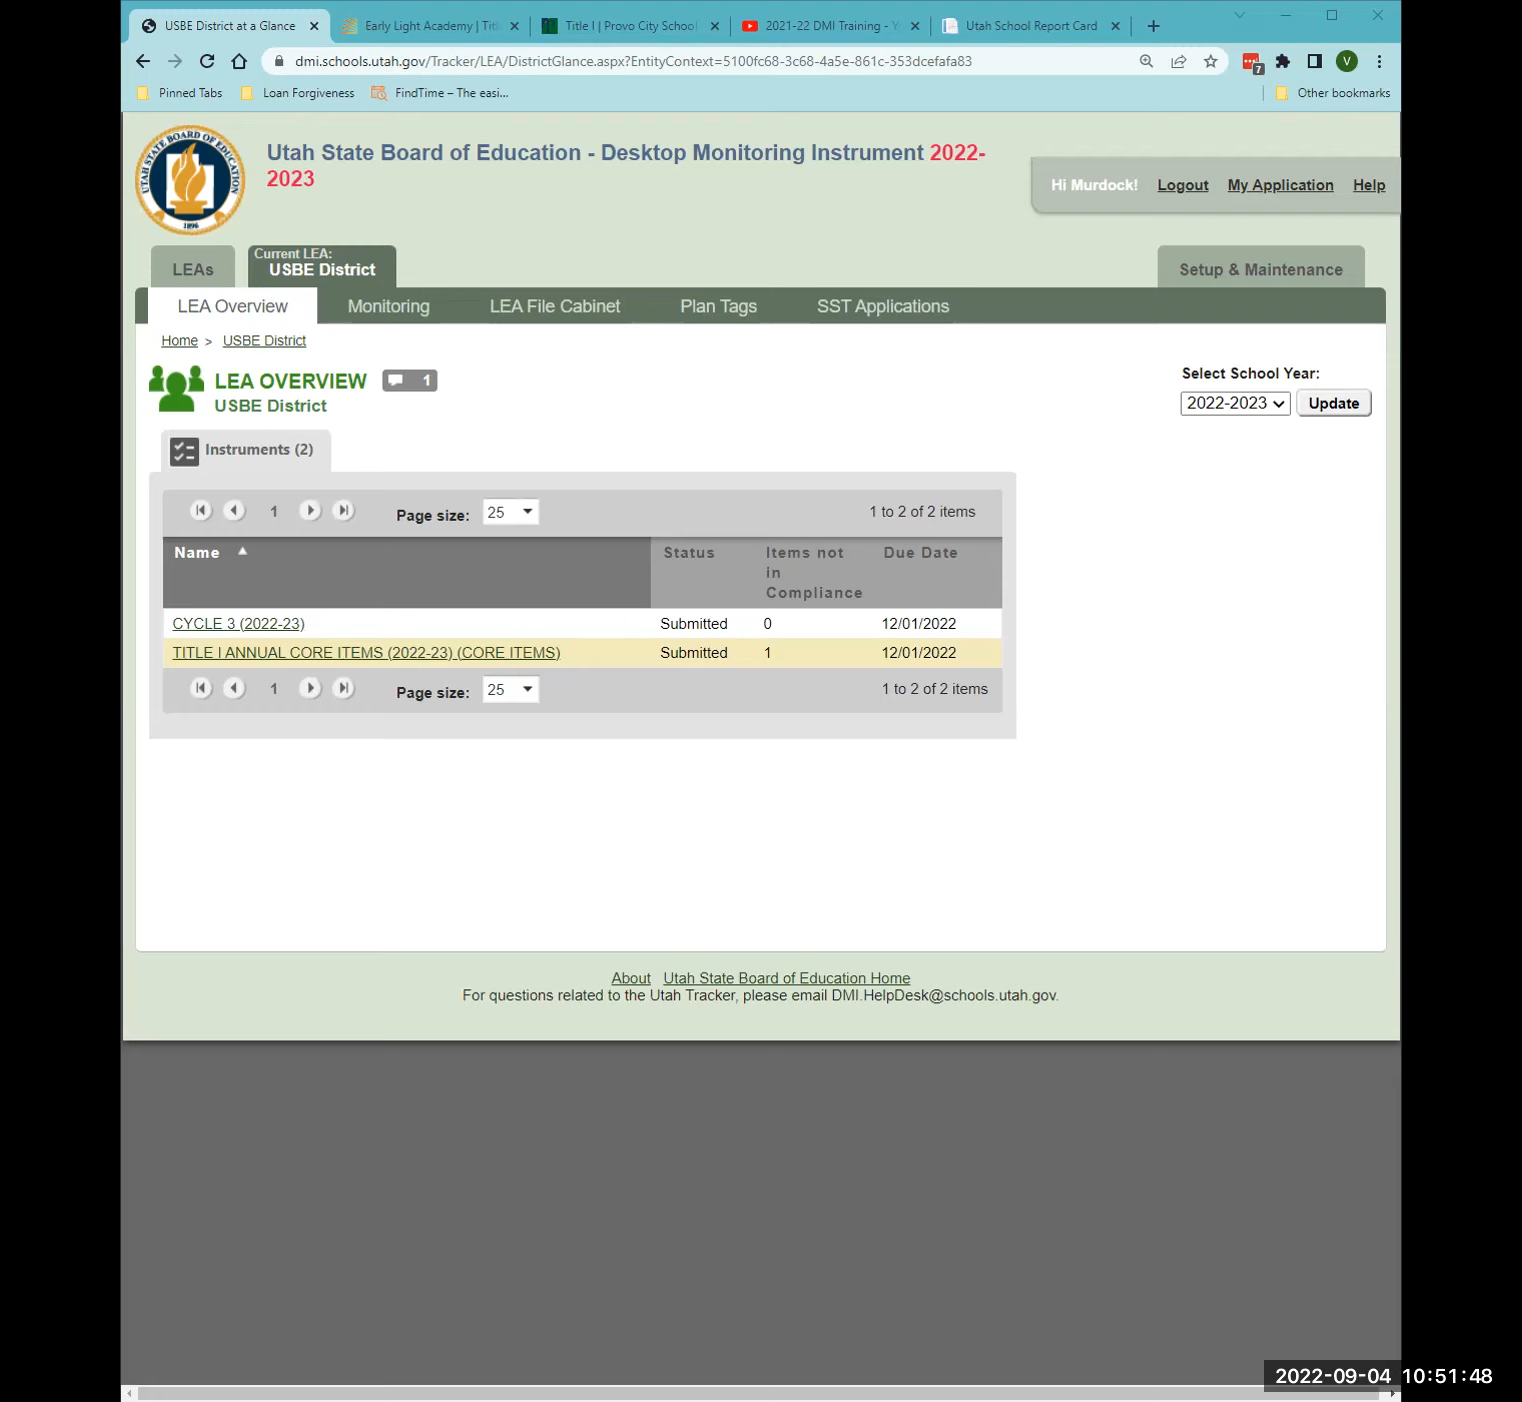 USBE District at a Glance
Early Light Academy | Titl
Title I | Provo City School
2021-22 DMI Training - Y
Utah School Report Card
dmi.schools.utah.gov/Tracker/LEA/DistrictGlance.aspx?EntityContext=5100fc68-3c68-4a5e-861c-353dcefafa83
7
V
Pinned Tabs
Loan Forgiveness
FindTime – The easi...
Other bookmarks
UTAH STATE BOARD OF EDUCATION
1896
Utah State Board of Education - Desktop Monitoring Instrument 2022-
2023
Hi Murdock! Logout My Application Help
LEAs
Current LEA:
USBE District
Setup & Maintenance
LEA Overview Monitoring LEA File Cabinet Plan Tags SST Applications
Home > USBE District
LEA OVERVIEW 1
USBE District
Select School Year:
2022-2023 Update
Instruments (2)
1 Page size: 25 1 to 2 of 2 items
Name Status Items not Due Date
in
Compliance
CYCLE 3 (2022-23) Submitted 0 12/01/2022
TITLE I ANNUAL CORE ITEMS (2022-23) (CORE ITEMS) Submitted 1 12/01/2022
1 Page size: 25 1 to 2 of 2 items
About Utah State Board of Education Home
For questions related to the Utah Tracker, please email DMI.HelpDesk@schools.utah.gov.
2022-09-04 10:51:48